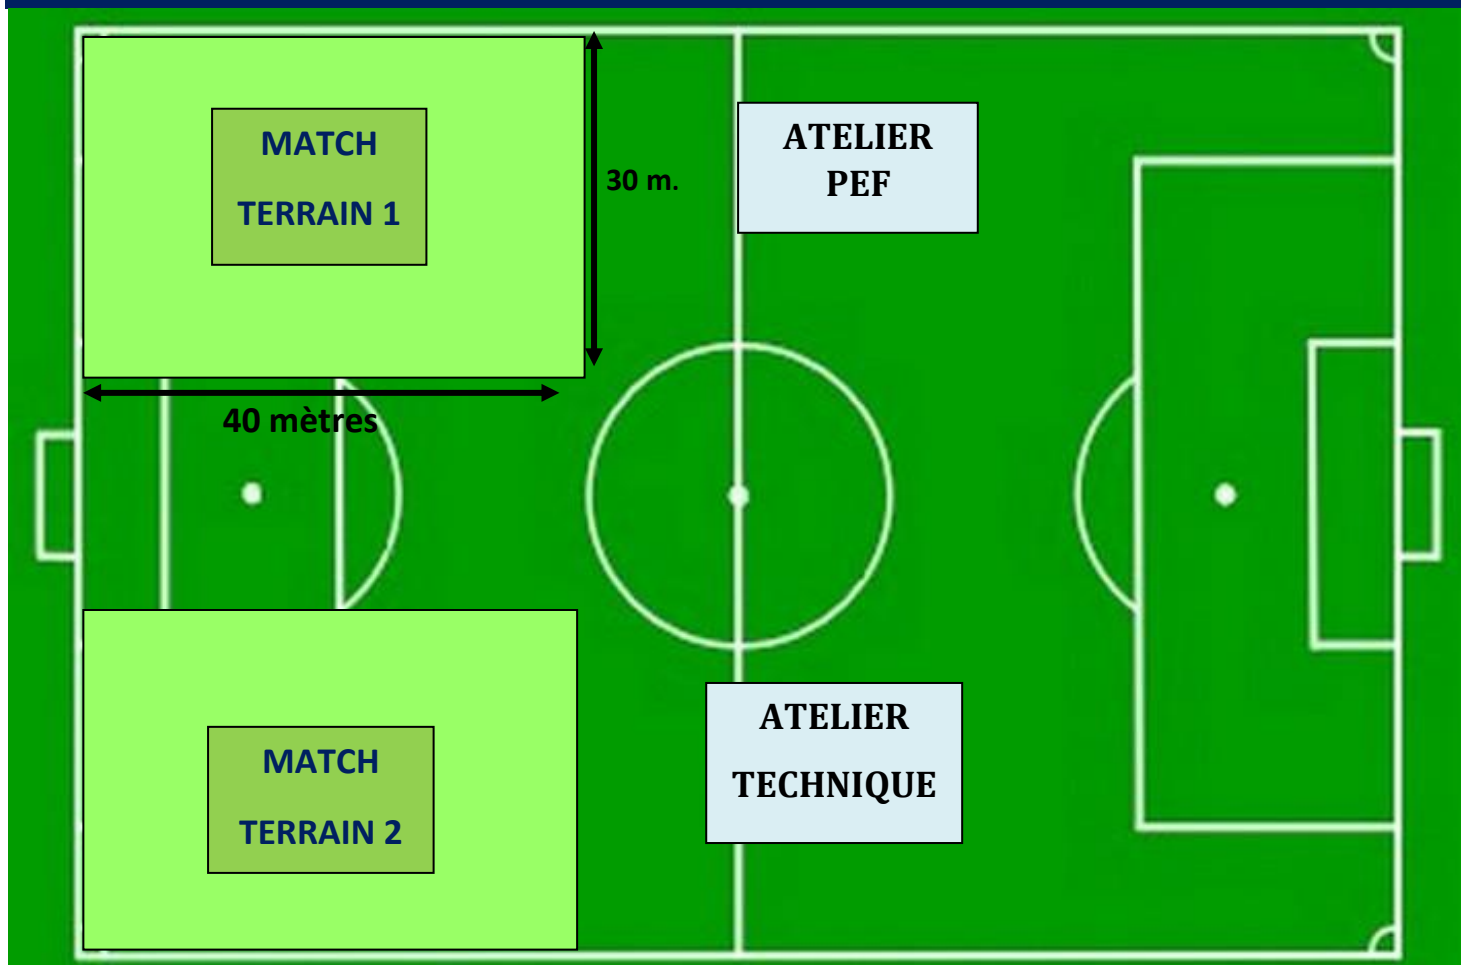 MATCH
TERRAIN 1
30 m.
ATELIER
PEF
40 mètres
MATCH
TERRAIN 2
ATELIER
TECHNIQUE